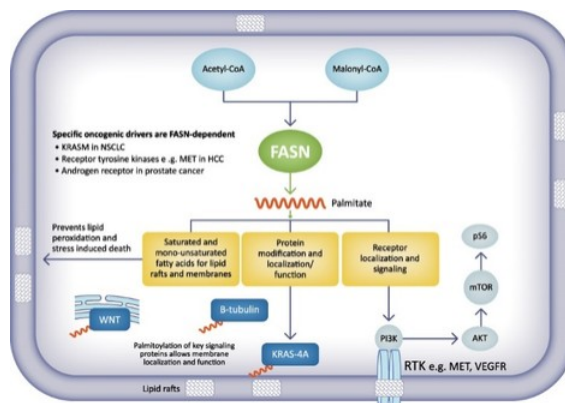 Acetyl-CoA
Malonyl-CoA
Specific oncogenic drivers are FASN-dependent
• KRASM in NSCLC
• Receptor tyrosine kinases e .g. MET in HCC
• Androgen receptor in prostate cancer
FASN
Palmitate
Prevents lipid
peroxidation and
stress induced death
Saturated and
mono-unsaturated
fatty acids for lipid
rafts and membranes
Protein
modification and
localization/
function
Receptor
localization and
signaling
pS6
mTOR
WNT
B-tubulin
PI3K
AKT
Palmitoylation of key signaling
proteins allows membrane
localization and function
KRAS-4A
RTK e.g. MET, VEGFR
Lipid rafts